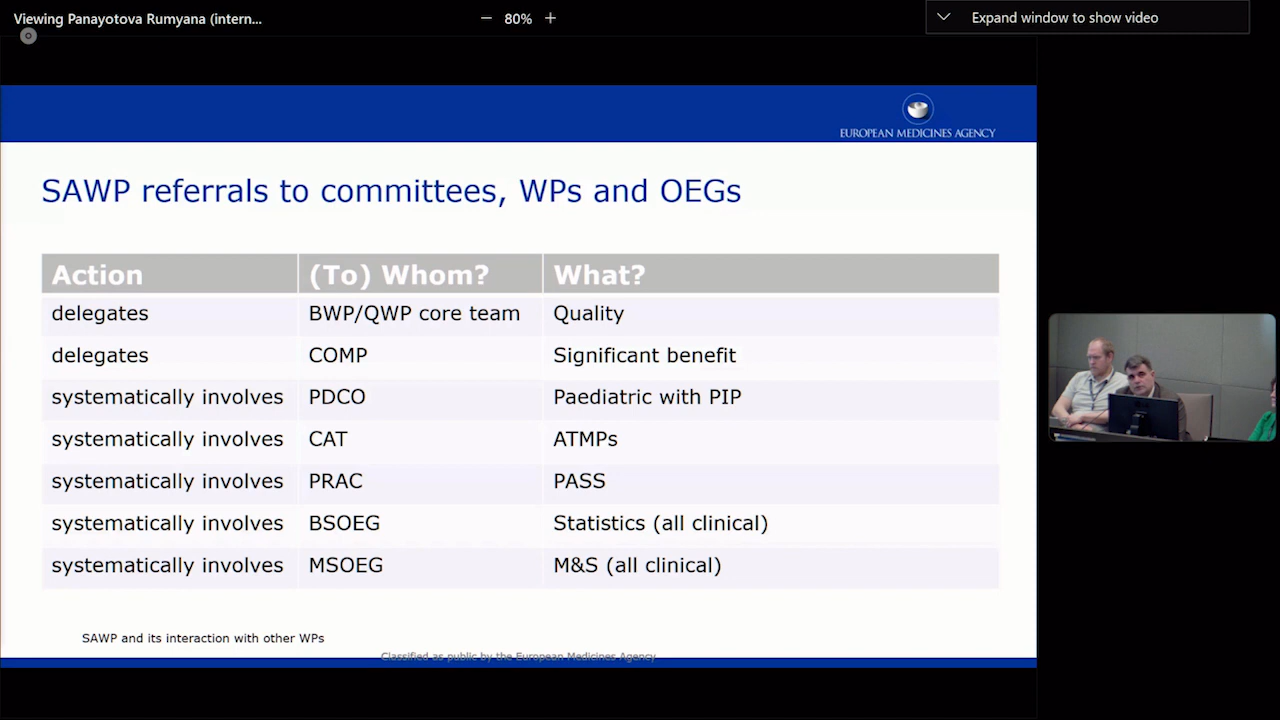 Viewing Panayotova Rumyana (intern...
80%
Expand window to show video
EUROPEAN MEDICINES AGENCY
SAWP referrals to committees, WPs and OEGs
Action (To) Whom? What?
delegates BWP/QWP core team Quality
delegates COMP Significant benefit
systematically involves PDCO Paediatric with PIP
systematically involves CAT ATMPs
systematically involves PRAC PASS
systematically involves BSOEG Statistics (all clinical)
systematically involves MSOEG M&S (all clinical)
SAWP and its interaction with other WPs
Classified as public by the European Medicines Agency